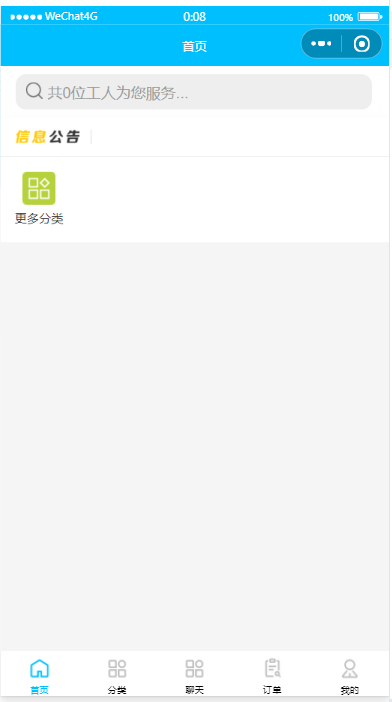 WeChat4G 0:08 100%
首页
共0位工人为您服务...
信息公告
更多分类
首页 分类 聊天 订单 我的